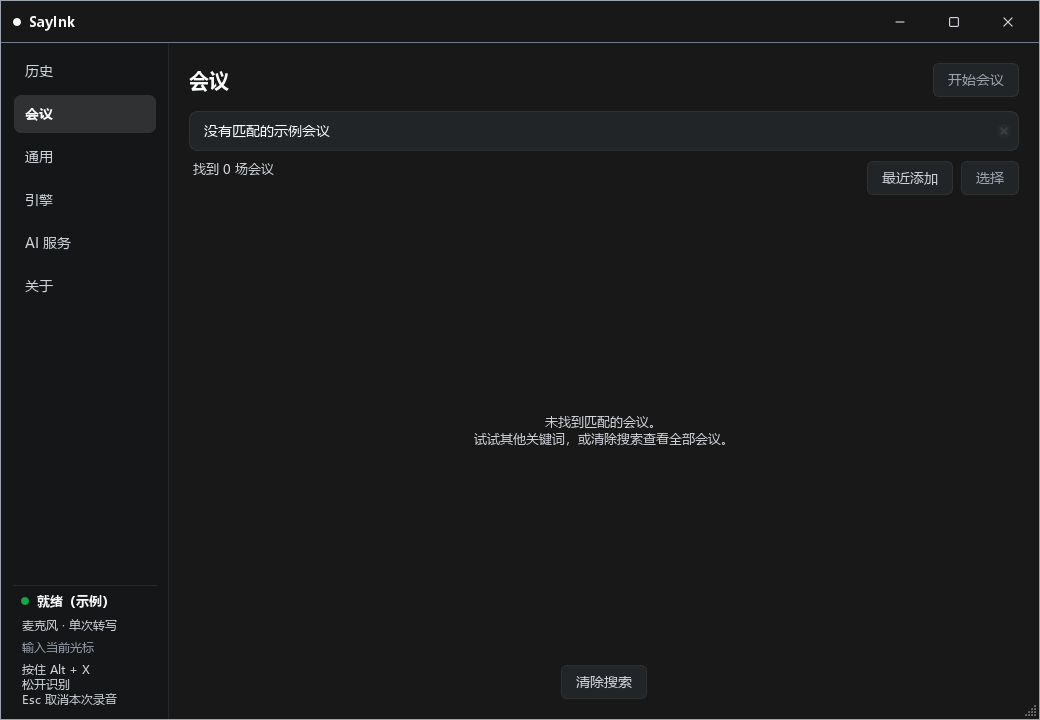 SayInk
历史
会议
通用
引擎
AI 服务
关于
就绪（示例）
麦克风 · 单次转写
输入当前光标
按住 Alt + X
松开识别
Esc 取消本次录音
会议
开始会议
没有匹配的示例会议
找到 0 场会议
最近添加
选择
未找到匹配的会议。
试试其他关键词，或清除搜索查看全部会议。
清除搜索